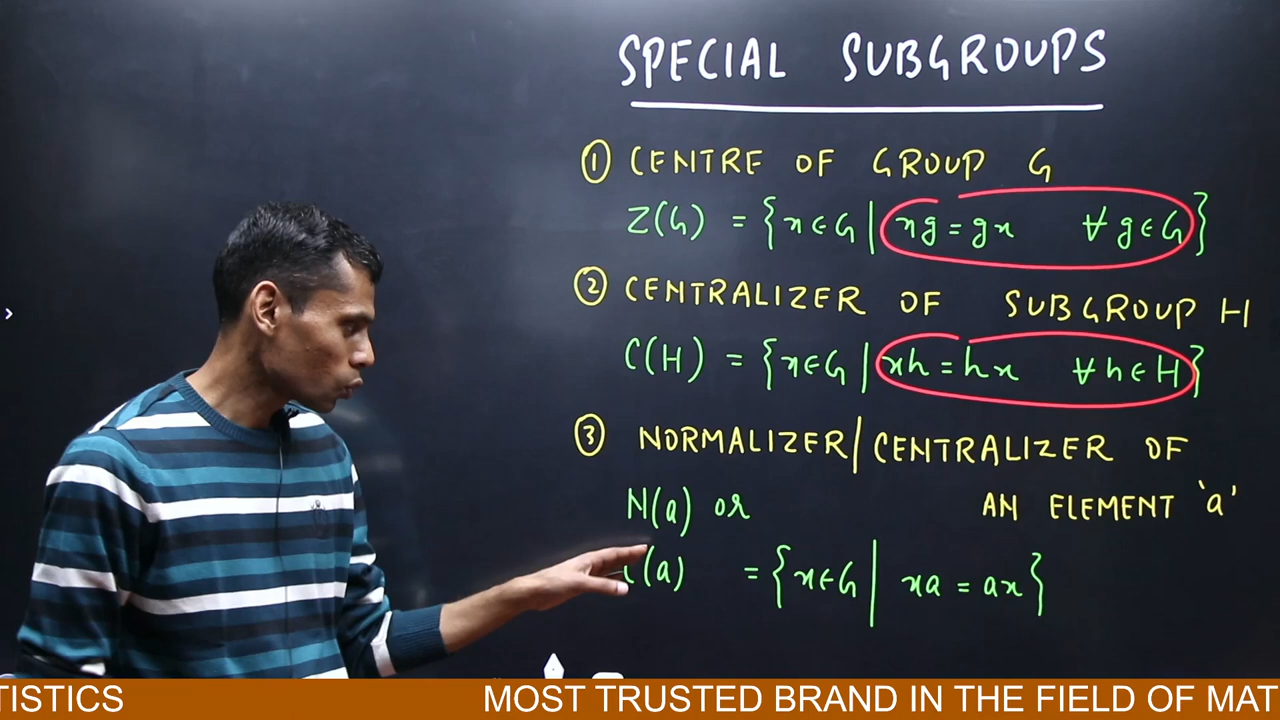 SPECIAL SUBGROUPS
① CENTRE OF GROUP G
Z(G) = {x∈G | xg = gx ∀ g∈G}
② CENTRALIZER OF SUBGROUP H
C(H) = {x∈G | xh = hx ∀ h∈H}
③ NORMALIZER/CENTRALIZER OF
AN ELEMENT 'a'
N(a) or
C(a) = {x∈G | xa = ax}
TISTICS MOST TRUSTED BRAND IN THE FIELD OF MAT